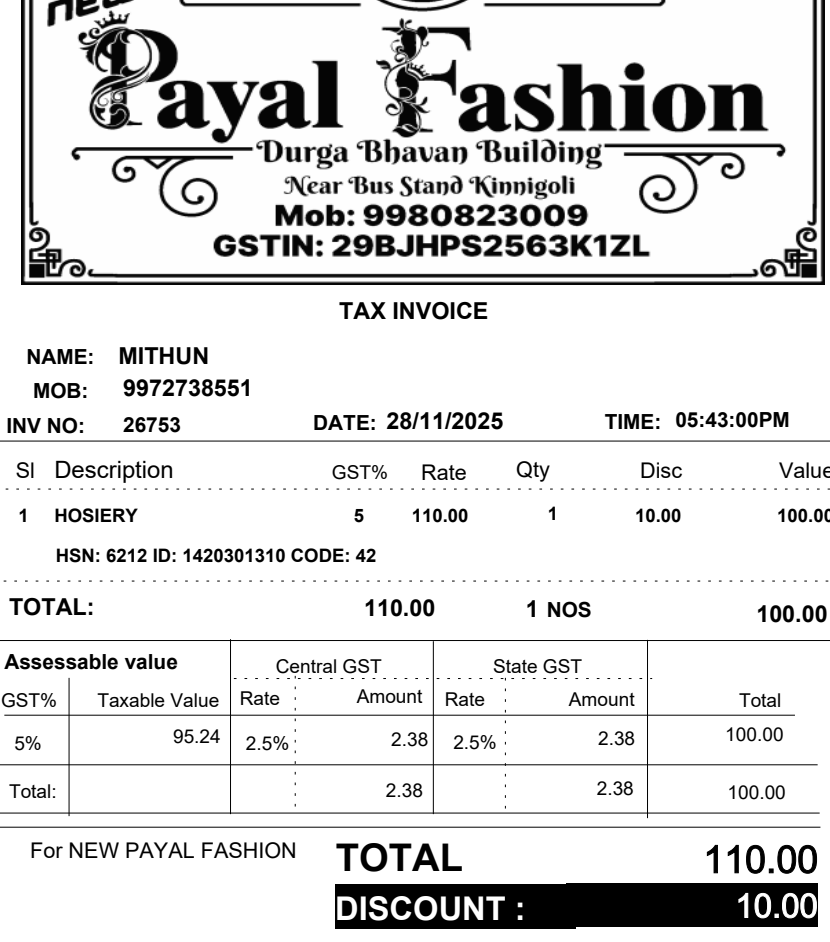 new
Payal Fashion
Durga Bhavan Building
Near Bus Stand Kinnigoli
Mob: 9980823009
GSTIN: 29BJHPS2563K1ZL
TAX INVOICE
NAME: MITHUN
MOB: 9972738551
INV NO: 26753 DATE: 28/11/2025 TIME: 05:43:00PM
Sl Description GST% Rate Qty Disc Value
1 HOSIERY 5 110.00 1 10.00 100.00
HSN: 6212 ID: 1420301310 CODE: 42
TOTAL: 110.00 1 NOS 100.00
Assessable value Central GST State GST
GST% Taxable Value Rate Amount Rate Amount Total
5% 95.24 2.5% 2.38 2.5% 2.38 100.00
Total: 2.38 2.38 100.00
For NEW PAYAL FASHION TOTAL 110.00
DISCOUNT : 10.00